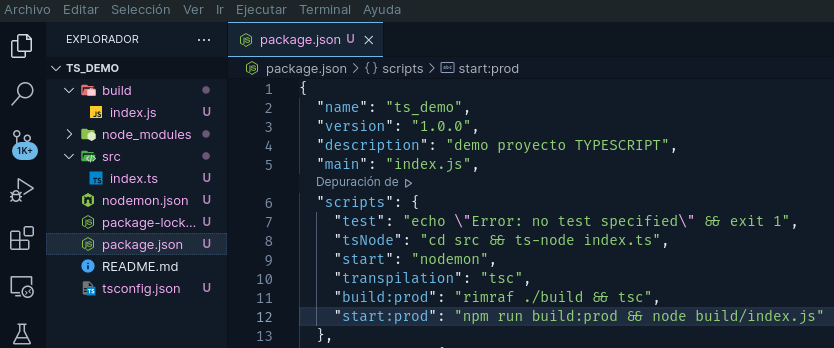 Archivo Editar Selección Ver Ir Ejecutar Terminal Ayuda
EXPLORADOR ...
TS_DEMO
build
JS index.js U
node_modules
src
TS index.ts U
nodemon.json U
package-lock... U
package.json U
README.md
TS tsconfig.json U
1K+
package.json U
package.json > {} scripts > abc start:prod
1 {
2 "name": "ts_demo",
3 "version": "1.0.0",
4 "description": "demo proyecto TYPESCRIPT",
5 "main": "index.js",
Depuración de
6 "scripts": {
7 "test": "echo \"Error: no test specified\" && exit 1",
8 "tsNode": "cd src && ts-node index.ts",
9 "start": "nodemon",
10 "transpilation": "tsc",
11 "build:prod": "rimraf ./build && tsc",
12 "start:prod": "npm run build:prod && node build/index.js"
13 },